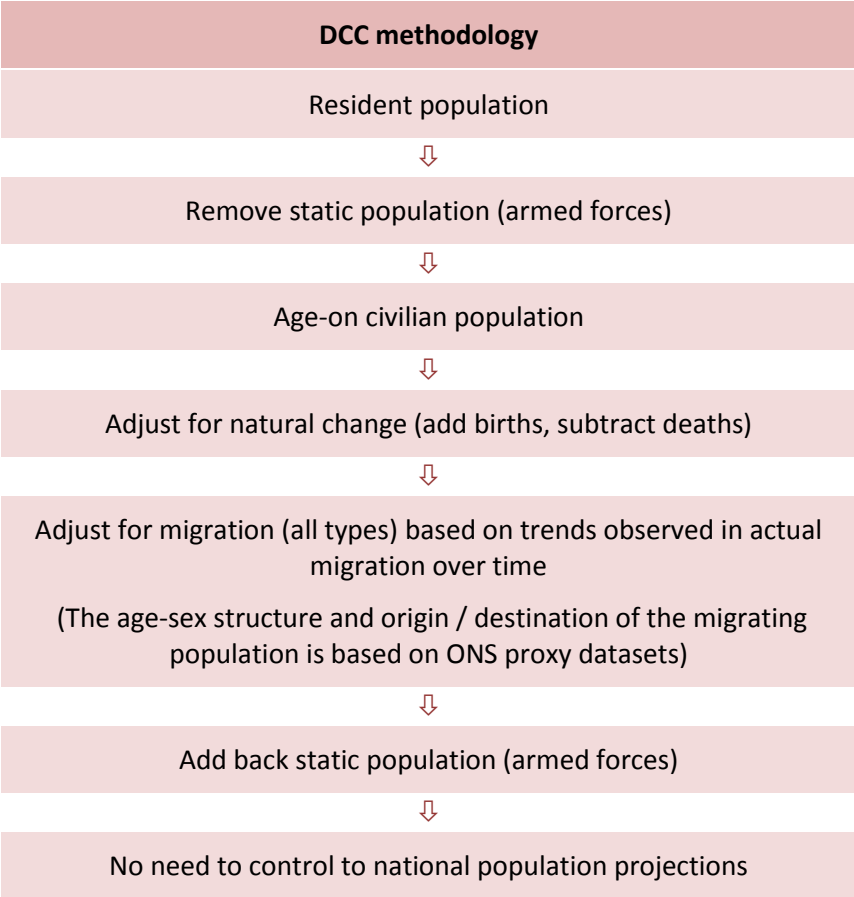 DCC methodology
Resident population
⇩
Remove static population (armed forces)
⇩
Age-on civilian population
⇩
Adjust for natural change (add births, subtract deaths)
⇩
Adjust for migration (all types) based on trends observed in actual
migration over time
(The age-sex structure and origin / destination of the migrating
population is based on ONS proxy datasets)
⇩
Add back static population (armed forces)
⇩
No need to control to national population projections